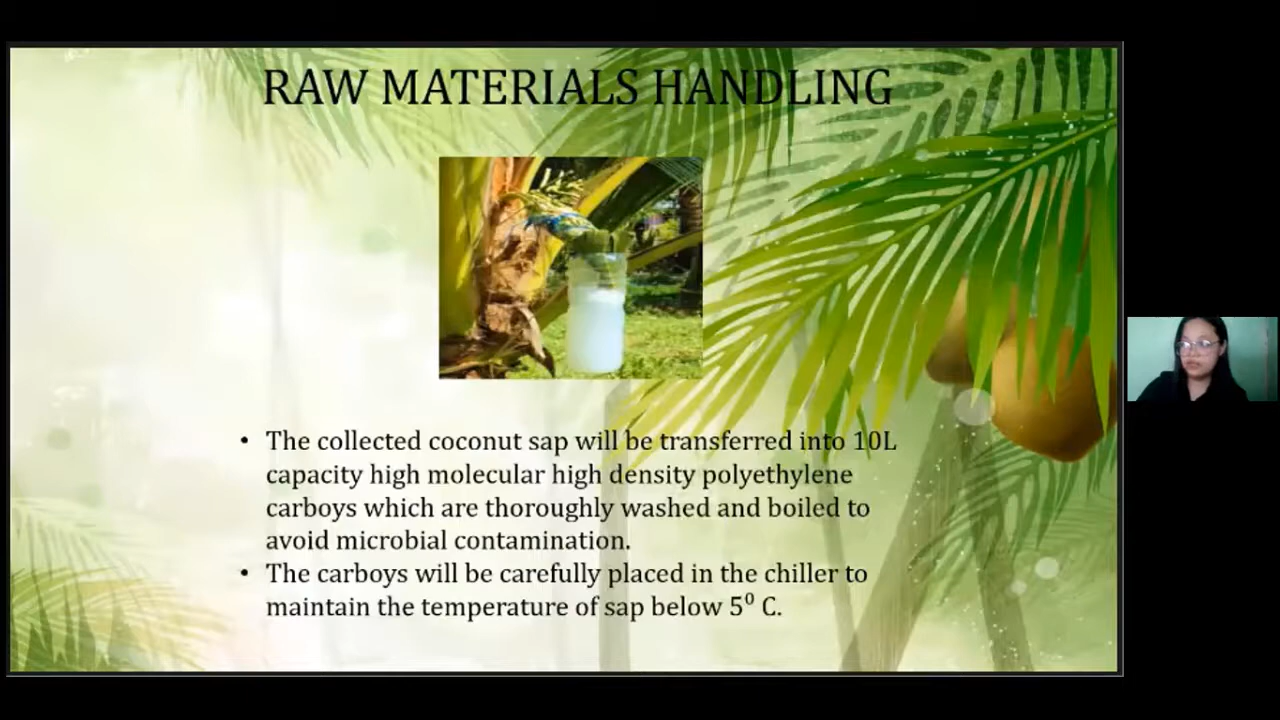 RAW MATERIALS HANDLING
• The collected coconut sap will be transferred into 10L
capacity high molecular high density polyethylene
carboys which are thoroughly washed and boiled to
avoid microbial contamination.
• The carboys will be carefully placed in the chiller to
maintain the temperature of sap below 5⁰ C.